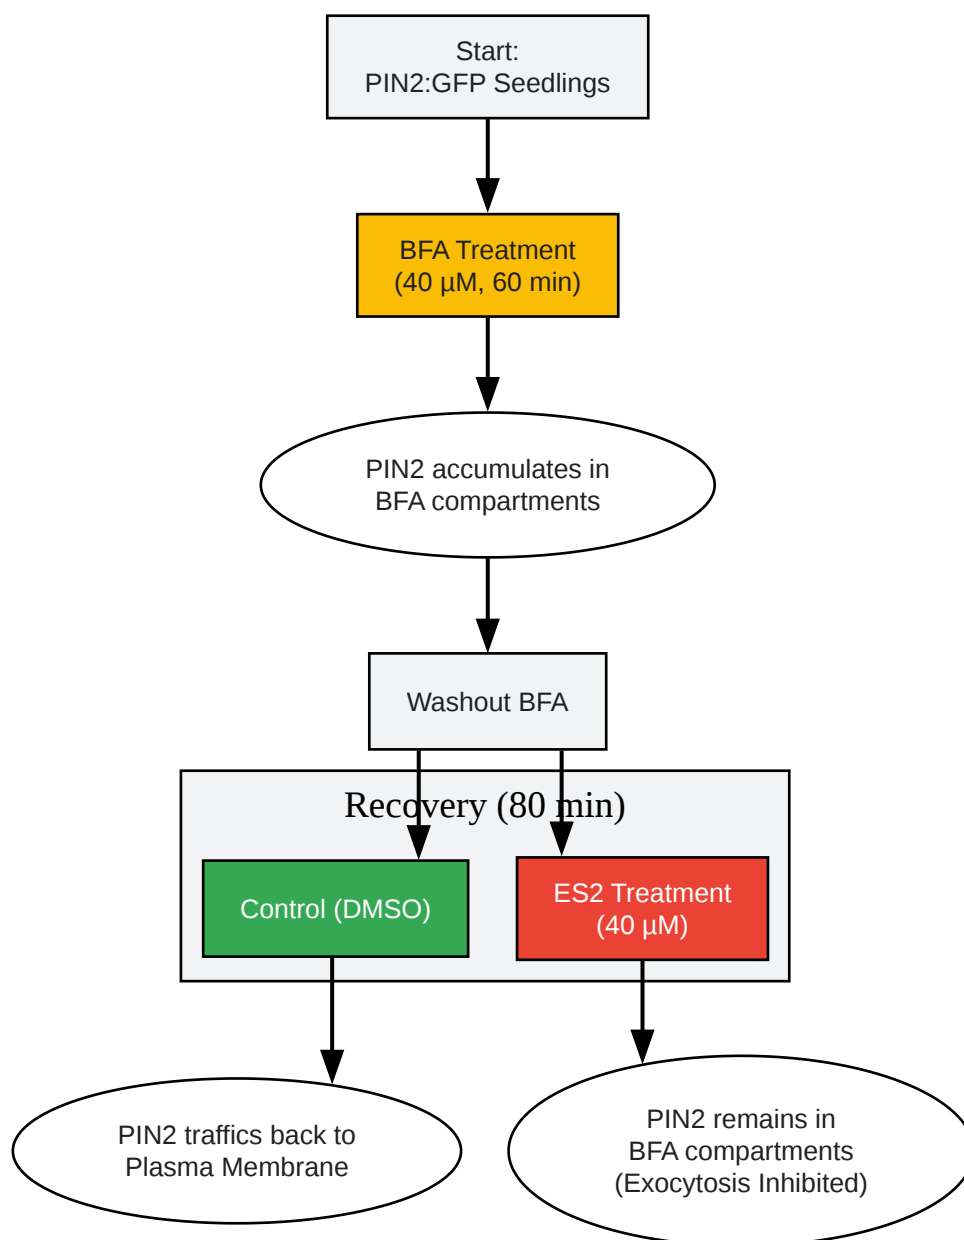 Start:
PIN2:GFP Seedlings
BFA Treatment
(40 µM, 60 min)
PIN2 accumulates in
BFA compartments
Washout BFA
Recovery (80 min)
Control (DMSO)
ES2 Treatment
(40 µM)
PIN2 traffics back to
Plasma Membrane
PIN2 remains in
BFA compartments
(Exocytosis Inhibited)